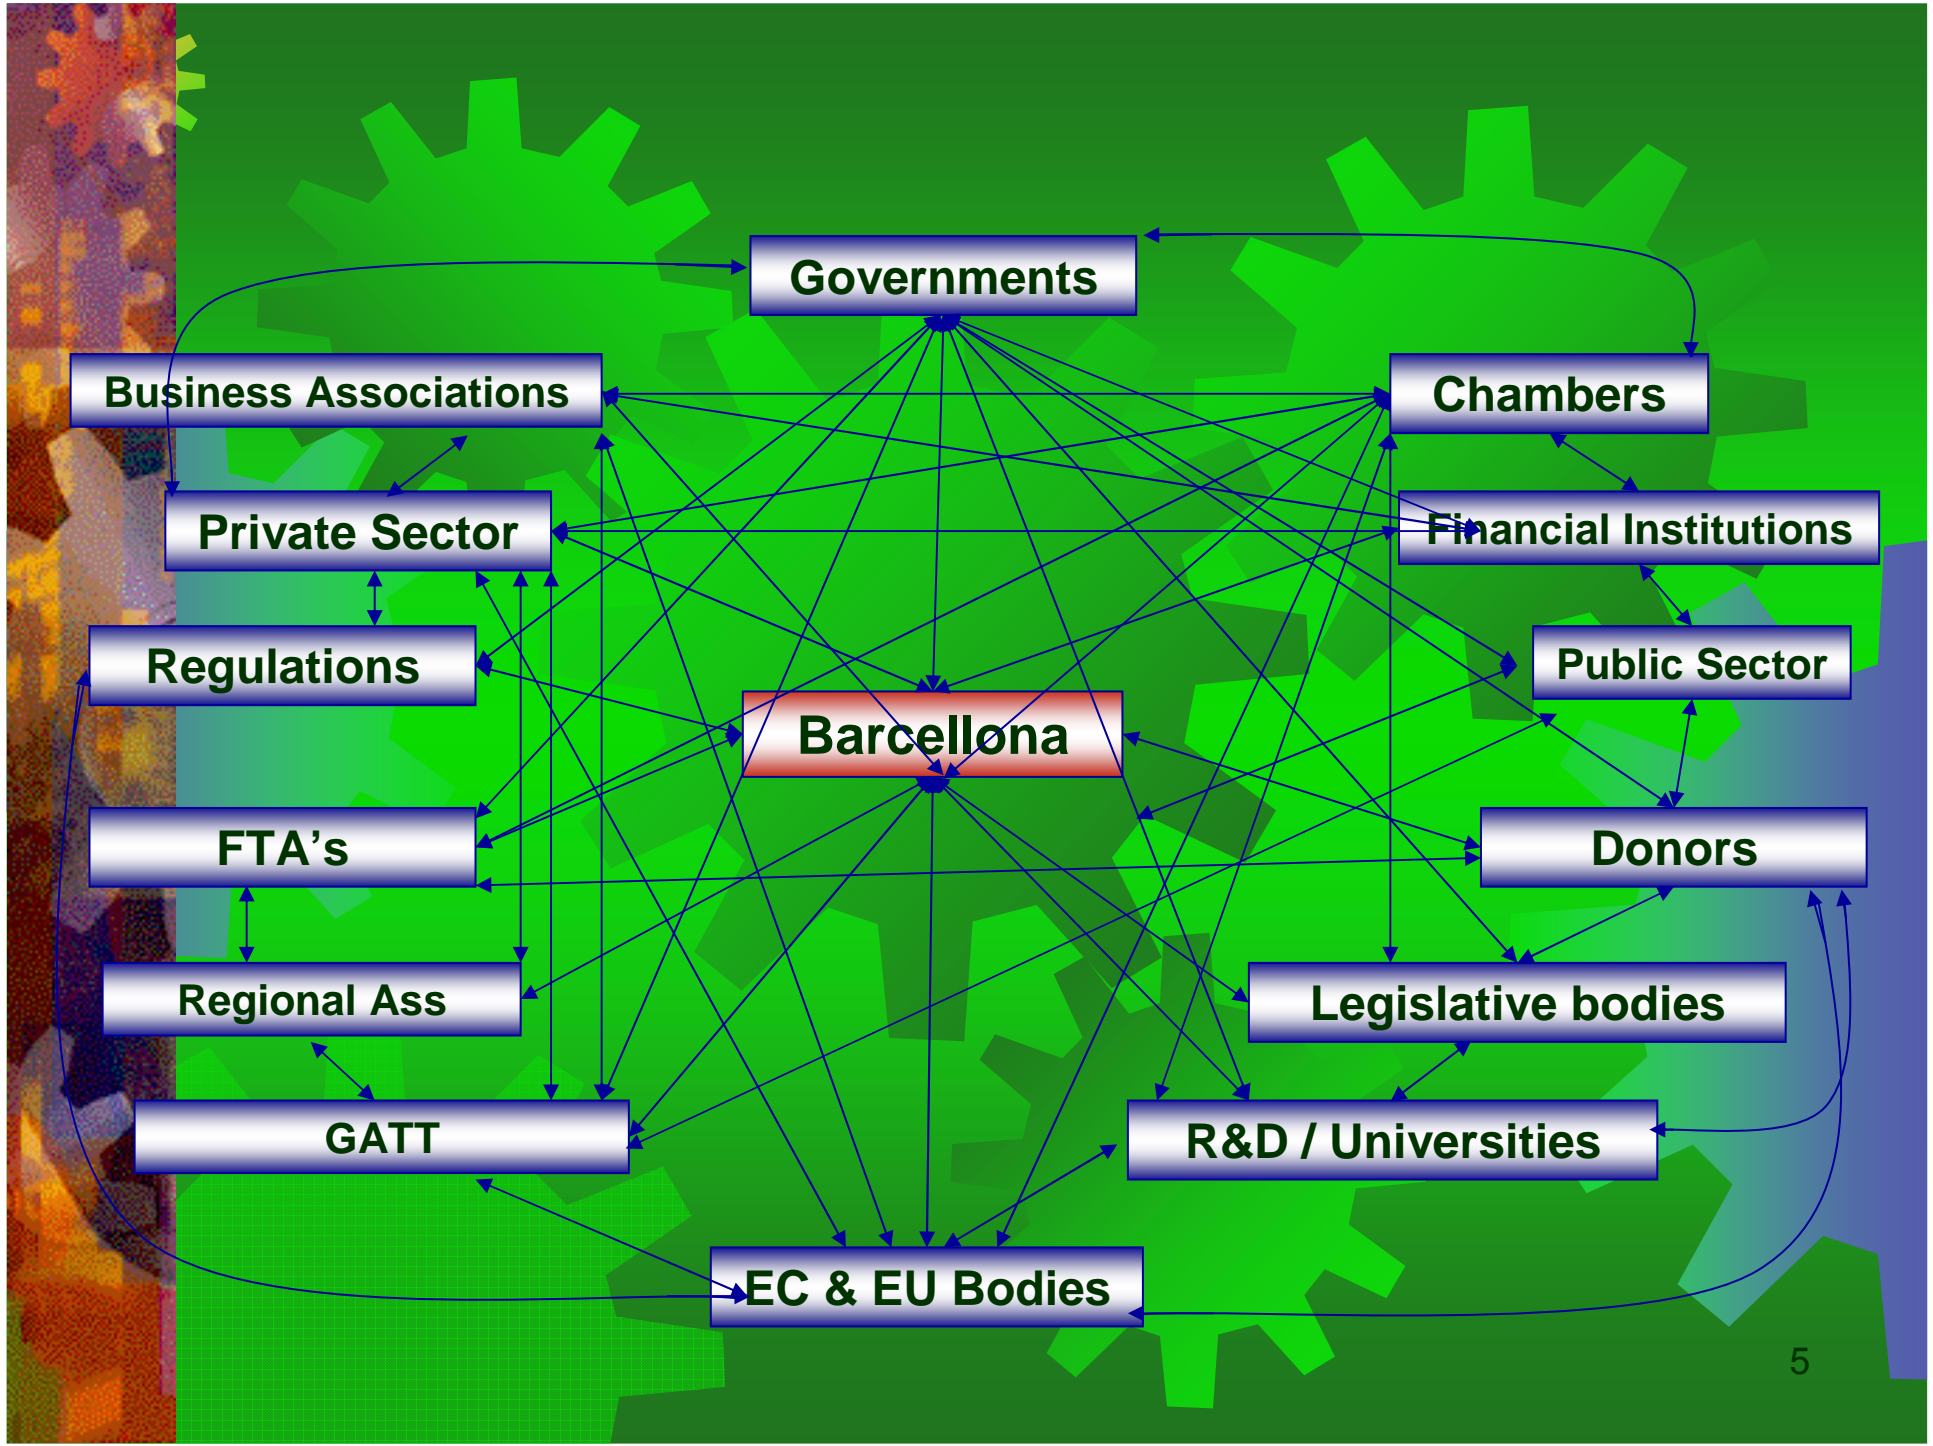 Governments
Business Associations
Chambers
Private Sector
Financial Institutions
Regulations
Public Sector
Barcellona
FTA's
Donors
Regional Ass
Legislative bodies
GATT
R&D / Universities
EC & EU Bodies
5